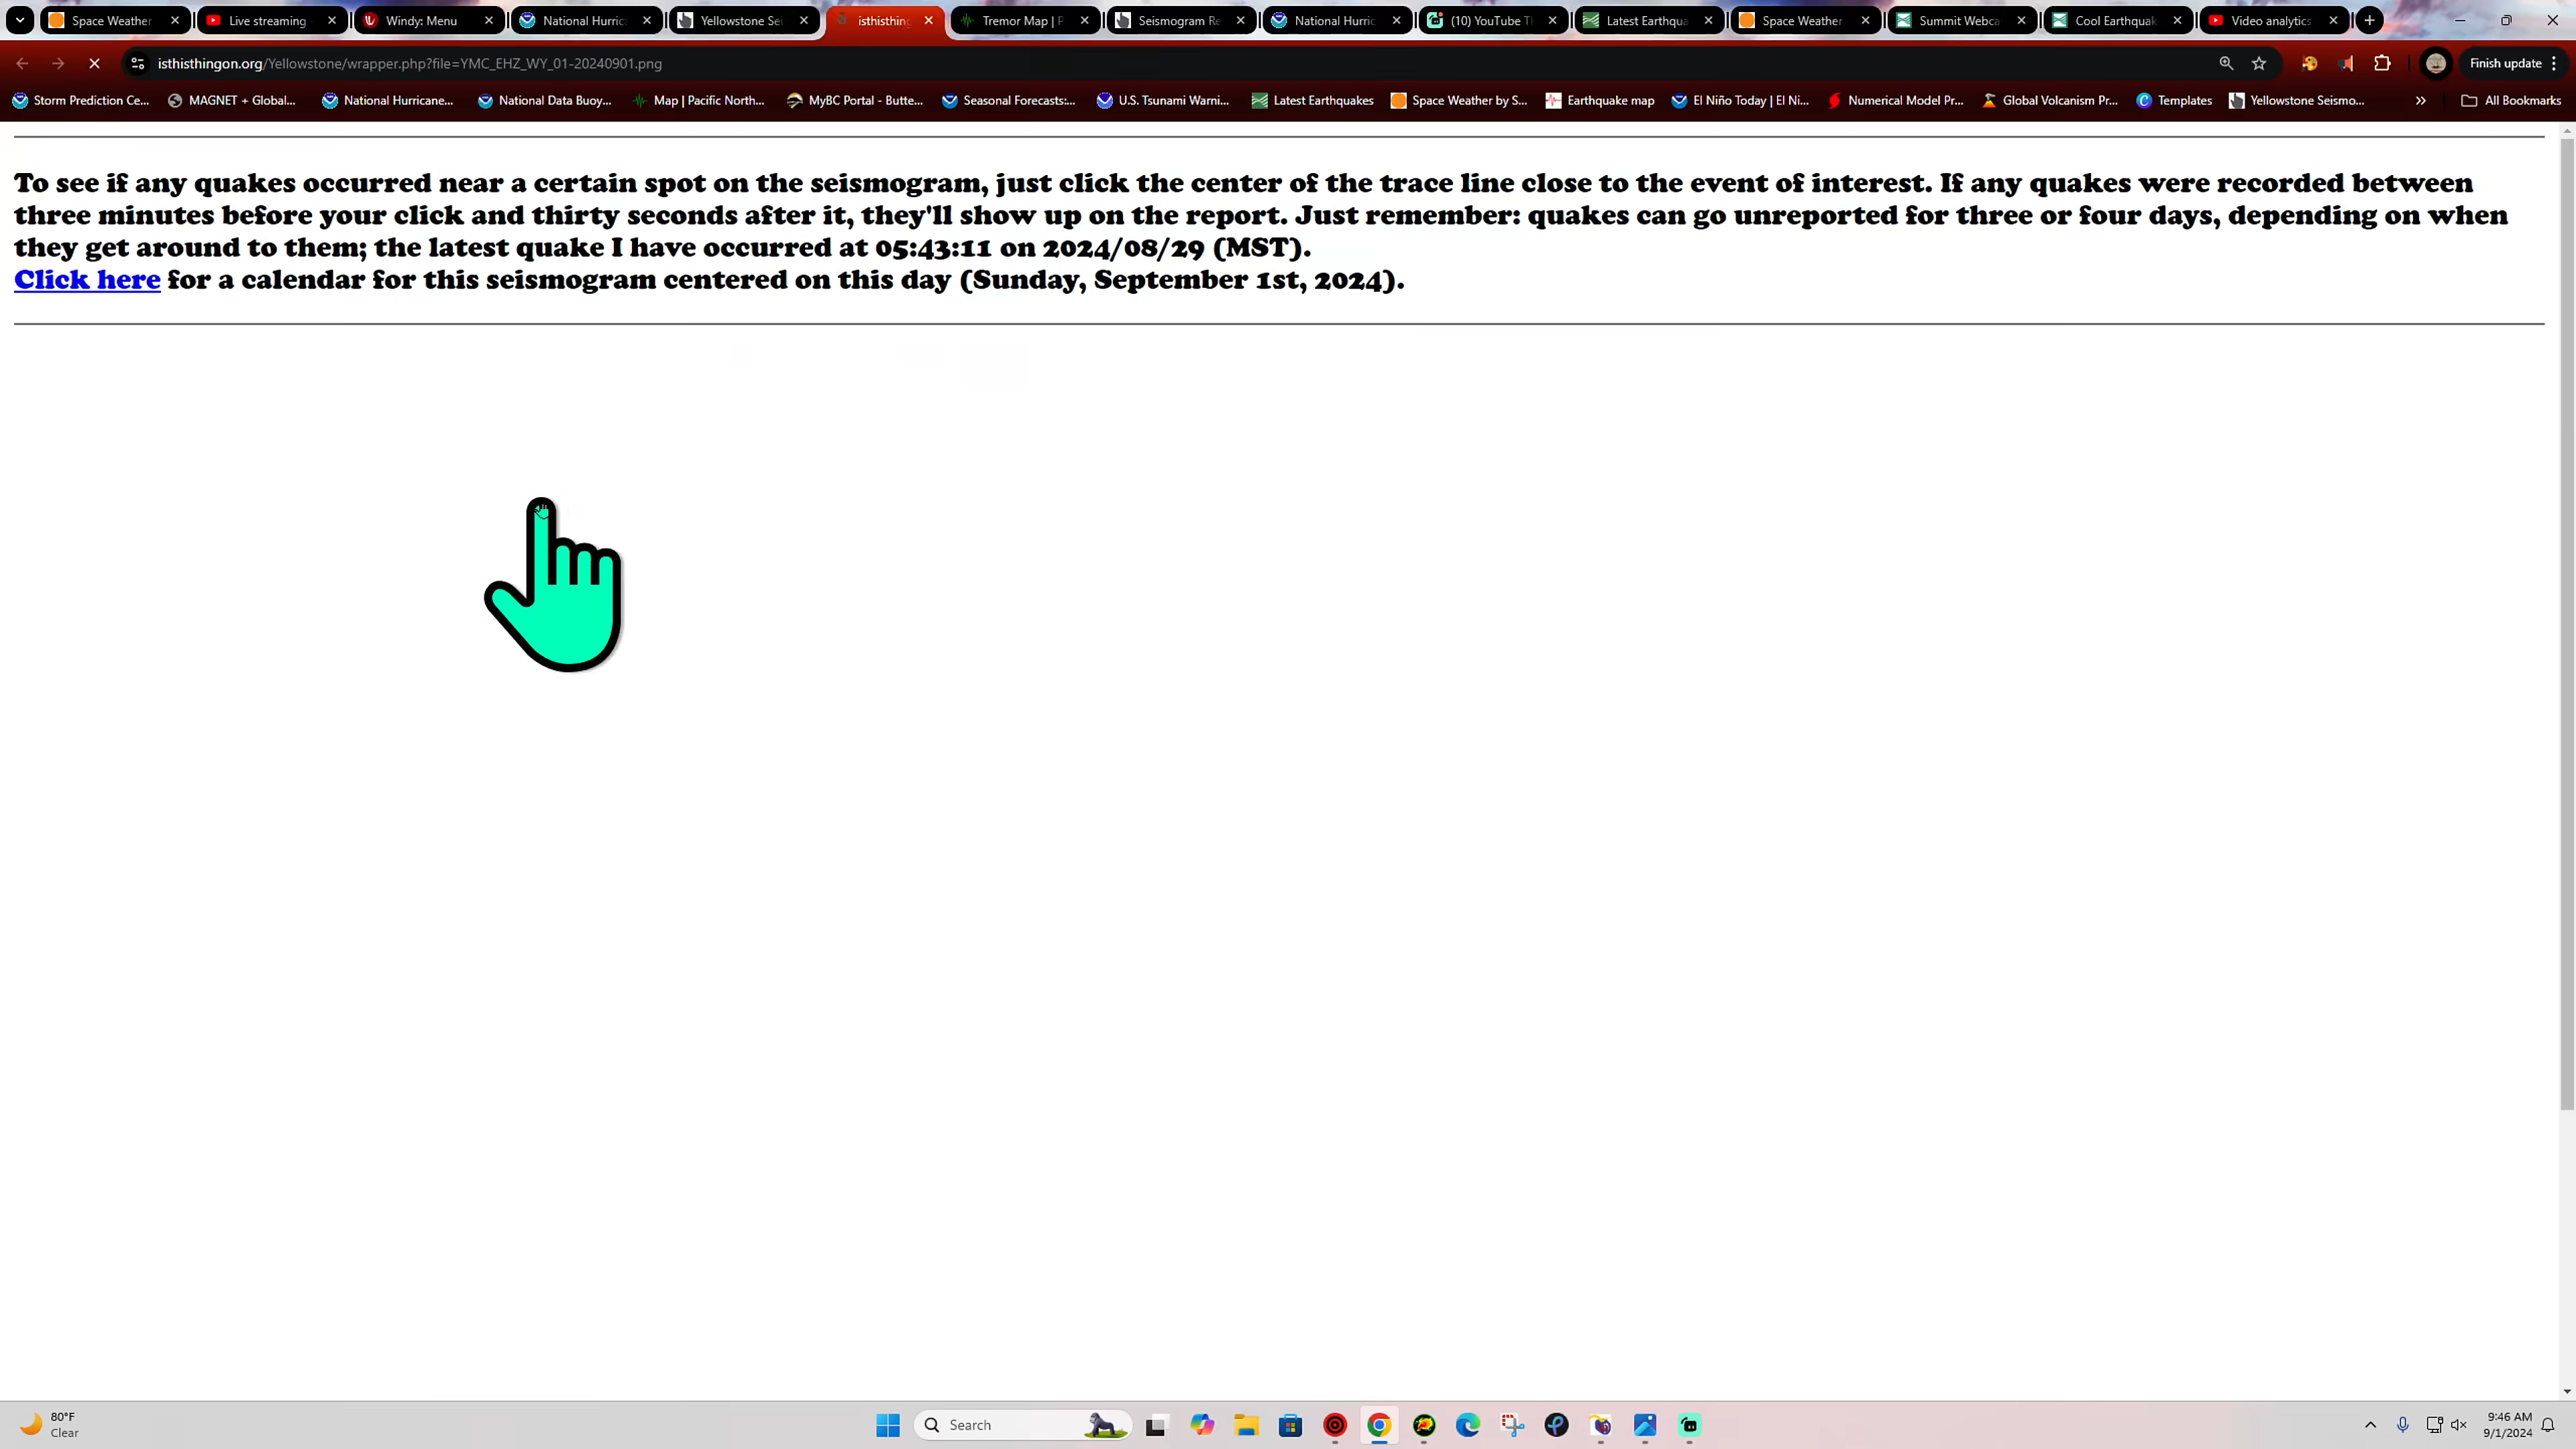 Space Weather
Live streaming
Windy: Menu
National Hurric
Yellowstone Sei
isthisthing
Tremor Map | P
Seismogram Re
National Hurric
(10) YouTube T
Latest Earthqua
Space Weather
Summit Webca
Cool Earthquak
Video analytics
isthisthingon.org/Yellowstone/wrapper.php?file=YMC_EHZ_WY_01-20240901.png
Finish update
Storm Prediction Ce...
MAGNET + Global...
National Hurricane...
National Data Buoy...
Map | Pacific North...
MyBC Portal - Butte...
Seasonal Forecasts:...
U.S. Tsunami Warni...
Latest Earthquakes
Space Weather by S...
Earthquake map
El Niño Today | El Ni...
Numerical Model Pr...
Global Volcanism Pr...
Templates
Yellowstone Seismo...
All Bookmarks
To see if any quakes occurred near a certain spot on the seismogram, just click the center of the trace line close to the event of interest. If any quakes were recorded between
three minutes before your click and thirty seconds after it, they'll show up on the report. Just remember: quakes can go unreported for three or four days, depending on when
they get around to them; the latest quake I have occurred at 05:43:11 on 2024/08/29 (MST).
Click here for a calendar for this seismogram centered on this day (Sunday, September 1st, 2024).
80°F
Clear
Search
9:46 AM
9/1/2024